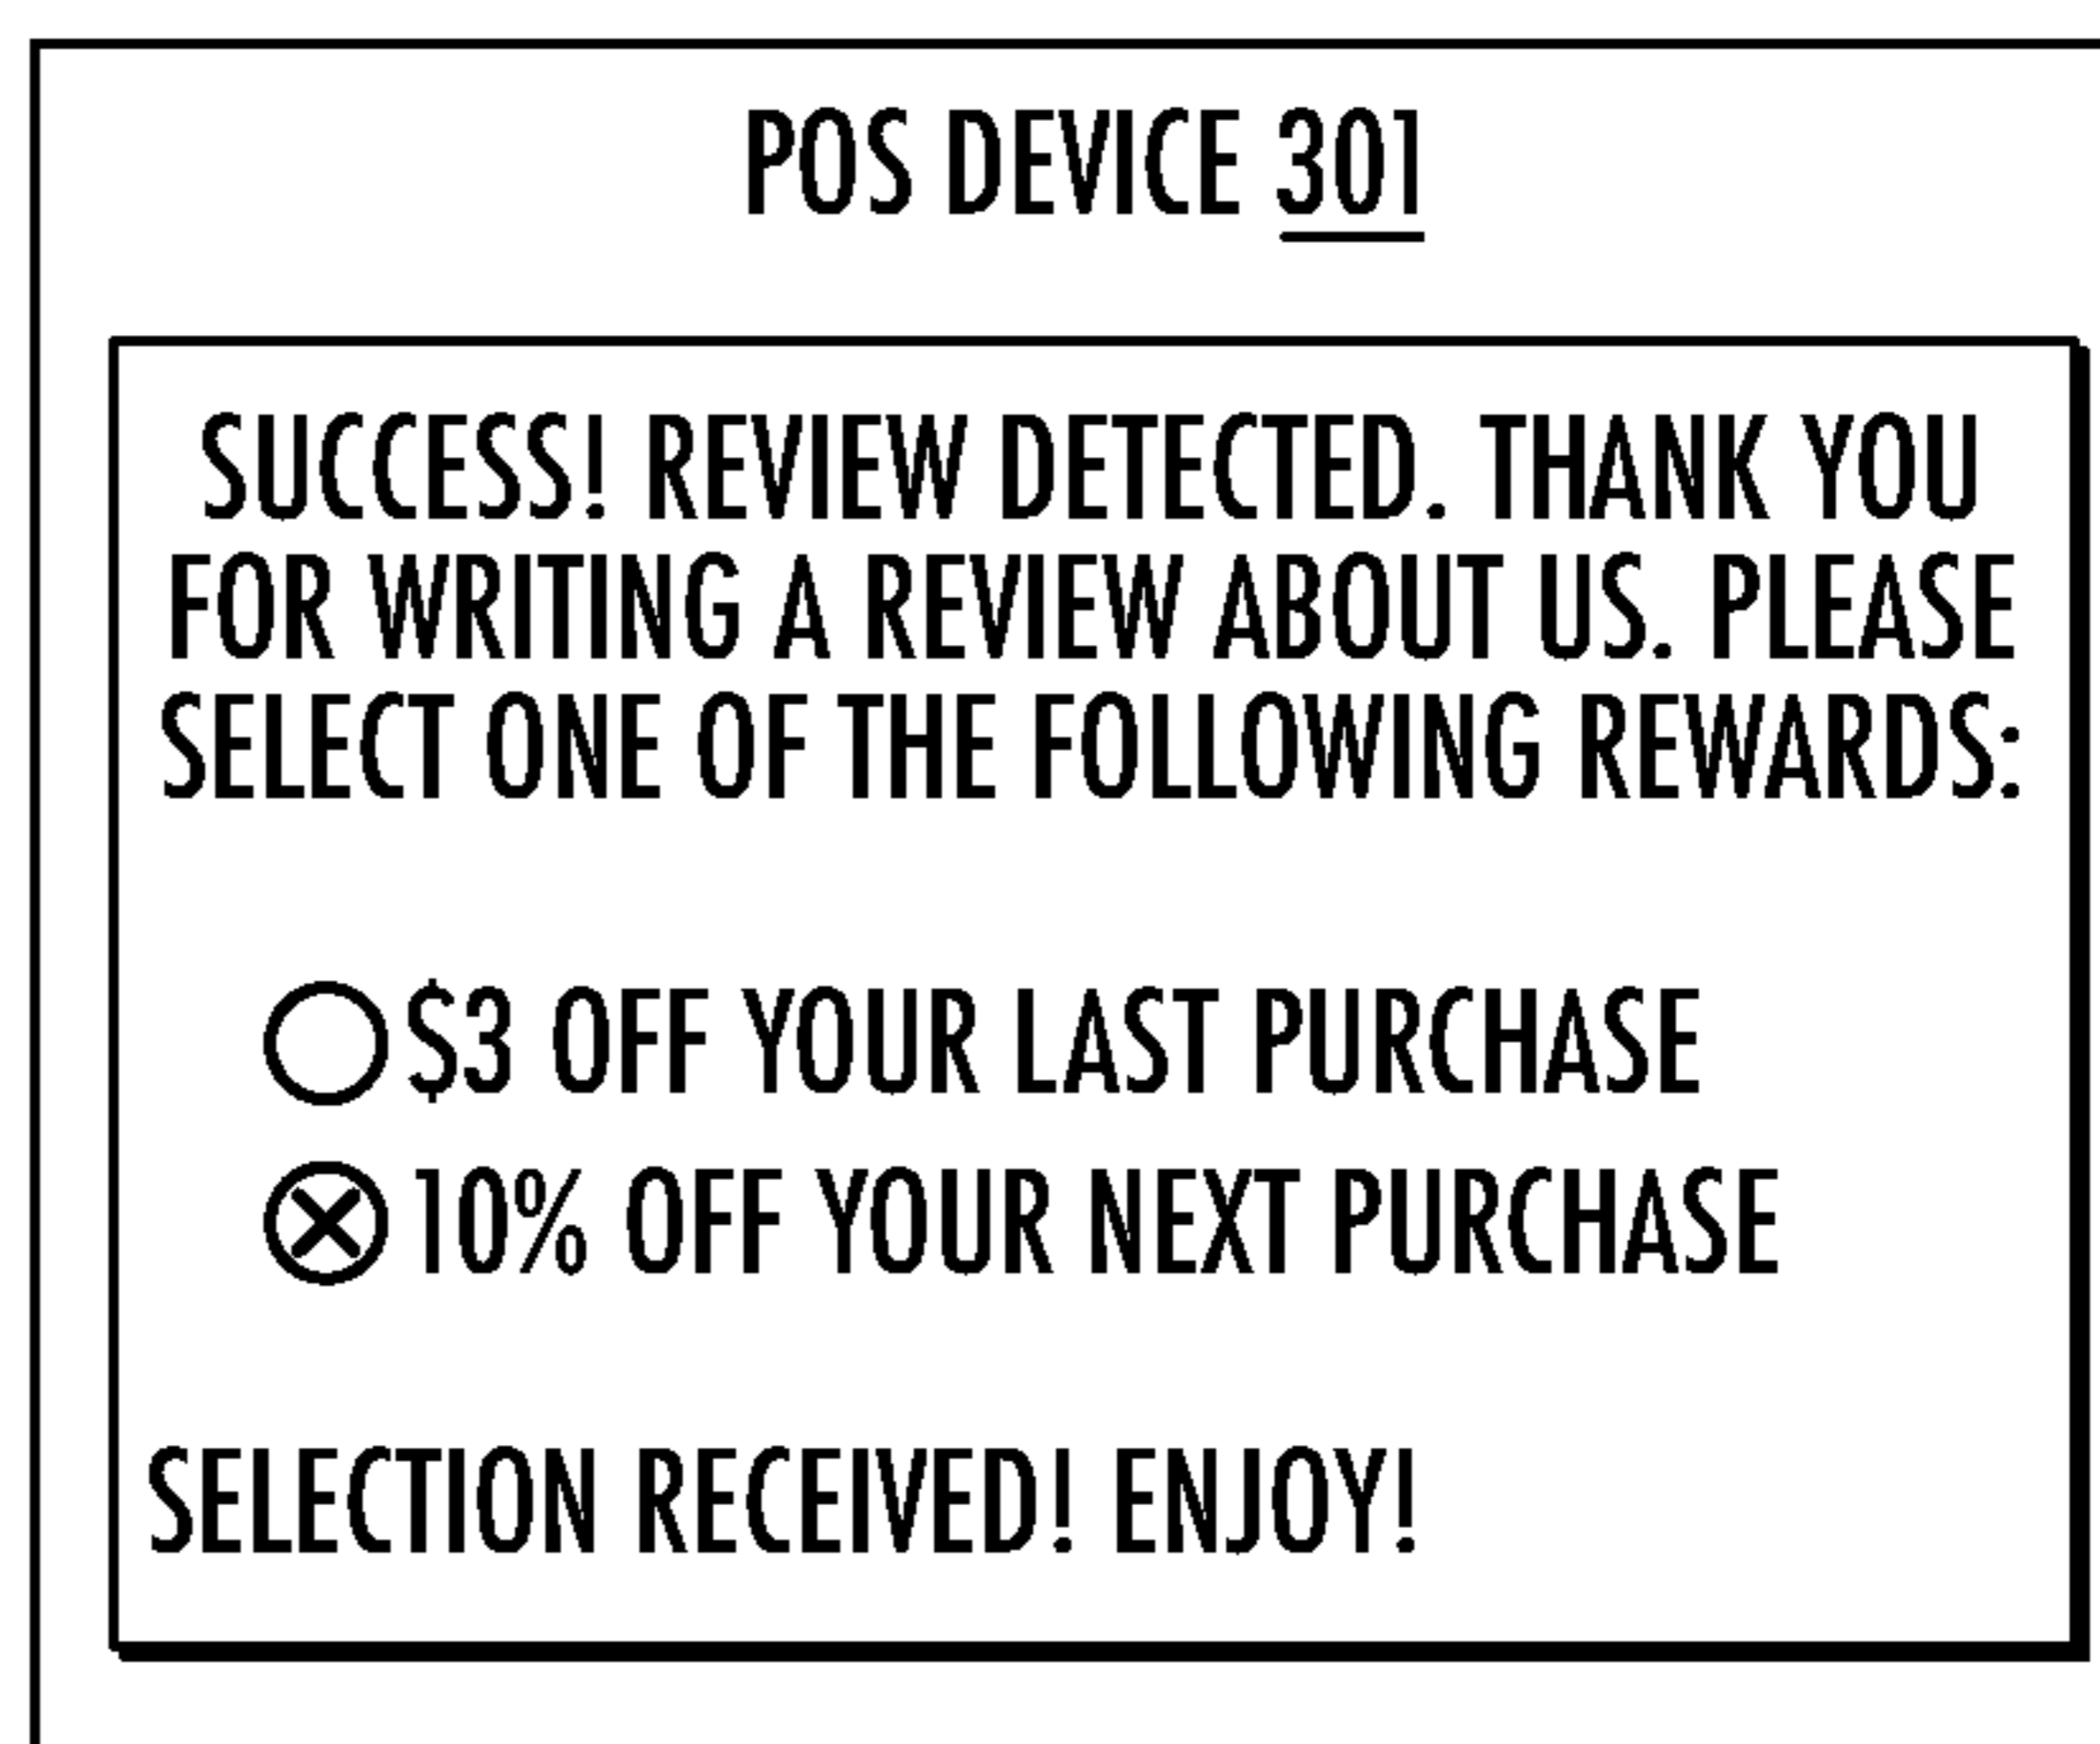 POS DEVICE 301
SUCCESS! REVIEW DETECTED. THANK YOU
FOR WRITING A REVIEW ABOUT US. PLEASE
SELECT ONE OF THE FOLLOWING REWARDS:
$3 OFF YOUR LAST PURCHASE
10% OFF YOUR NEXT PURCHASE
SELECTION RECEIVED! ENJOY!